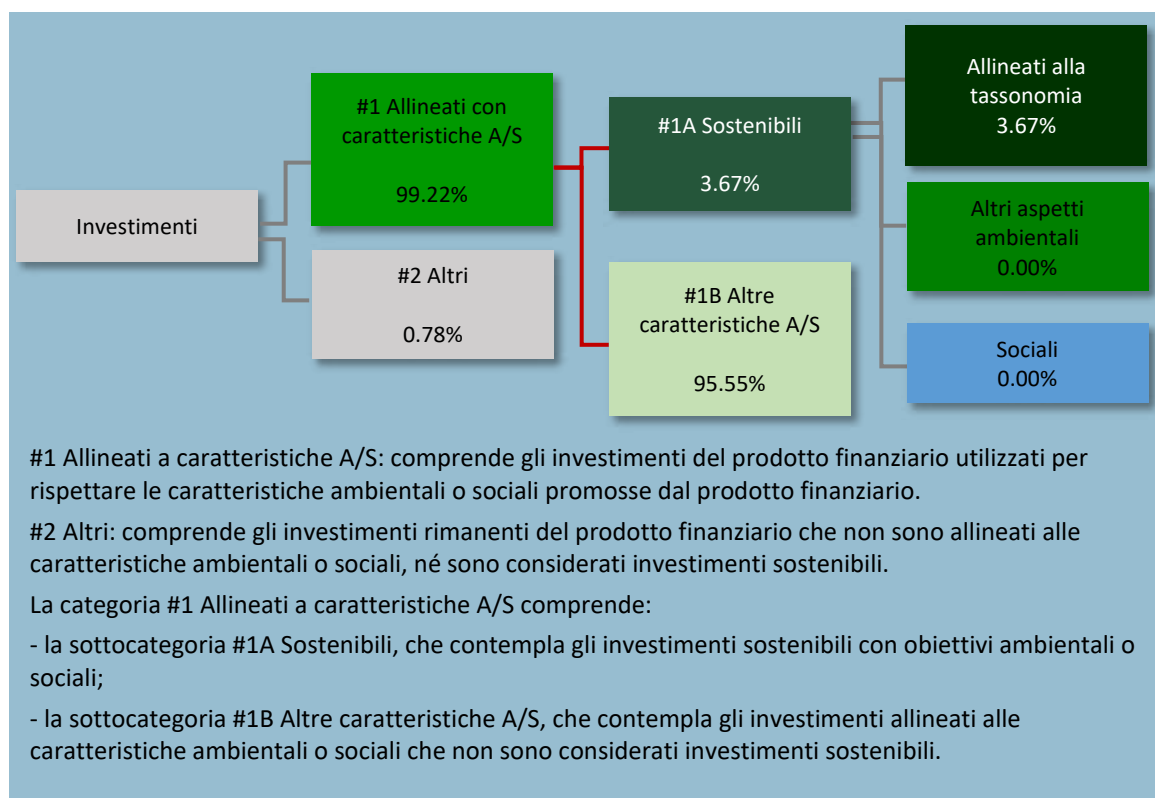 Investimenti
#1 Allineati con
caratteristiche A/S
99.22%
#2 Altri
0.78%
#1A Sostenibili
3.67%
#1B Altre
caratteristiche A/S
95.55%
Allineati alla
tassonomia
3.67%
Altri aspetti
ambientali
0.00%
Sociali
0.00%
#1 Allineati a caratteristiche A/S: comprende gli investimenti del prodotto finanziario utilizzati per
rispettare le caratteristiche ambientali o sociali promosse dal prodotto finanziario.
#2 Altri: comprende gli investimenti rimanenti del prodotto finanziario che non sono allineati alle
caratteristiche ambientali o sociali, né sono considerati investimenti sostenibili.
La categoria #1 Allineati a caratteristiche A/S comprende:
- la sottocategoria #1A Sostenibili, che contempla gli investimenti sostenibili con obiettivi ambientali o
sociali;
- la sottocategoria #1B Altre caratteristiche A/S, che contempla gli investimenti allineati alle
caratteristiche ambientali o sociali che non sono considerati investimenti sostenibili.